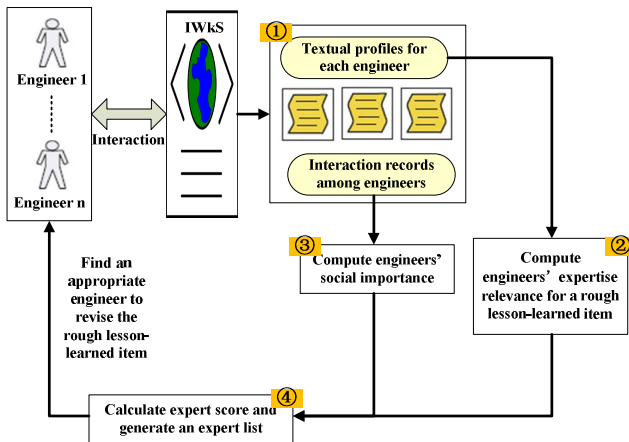 Engineer 1
Engineer n
Interaction
IWkS
①
Textual profiles for
each engineer
Interaction records
among engineers
③
Compute engineers'
social importance
②
Compute
engineers' expertise
relevance for a rough
lesson-learned item
Find an
appropriate
engineer to
revise the
rough lesson-
learned item
④
Calculate expert score and
generate an expert list